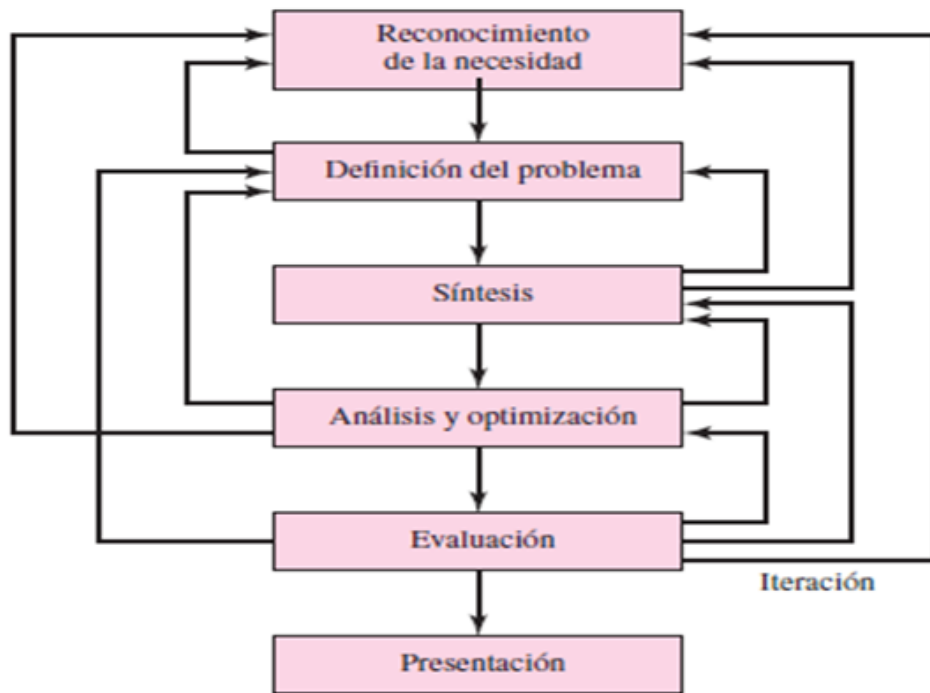 Reconocimiento
de la necesidad
Definición del problema
Síntesis
Análisis y optimización
Evaluación
Iteración
Presentación